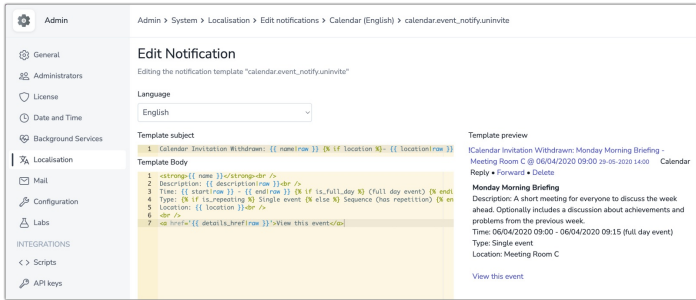 Admin
Admin > System > Localisation > Edit notifications > Calendar (English) > calendar.event_notify.uninvite
General
Administrators
License
Date and Time
Background Services
Localisation
Mail
Configuration
Labs
INTEGRATIONS
Scripts
API keys
Edit Notification
Editing the notification template "calendar.event_notify.uninvite"
Language
English
Template subject
1 Calendar Invitation Withdrawn: {{ name|raw }} {% if location %}- {{ location|raw }}
Template Body
1 <strong>{{ name }}</strong><br />
2 Description: {{ description|raw }}<br />
3 Time: {{ start|raw }} - {{ end|raw }} {% if is_full_day %} (full day event) {% endi
4 Type: {% if is_repeating %} Single event {% else %} Sequence (has repetition) {% en
5 Location: {{ location }}<br />
6 <br />
7 <a href='{{ details_href|raw }}'>View this event</a>
Template preview
!Calendar Invitation Withdrawn: Monday Morning Briefing -
Meeting Room C @ 06/04/2020 09:00 29-05-2020 14:00 Calendar
Reply • Forward • Delete
Monday Morning Briefing
Description: A short meeting for everyone to discuss the week
ahead. Optionally includes a discussion about achievements and
problems from the previous week.
Time: 06/04/2020 09:00 - 06/04/2020 09:15 (full day event)
Type: Single event
Location: Meeting Room C
View this event